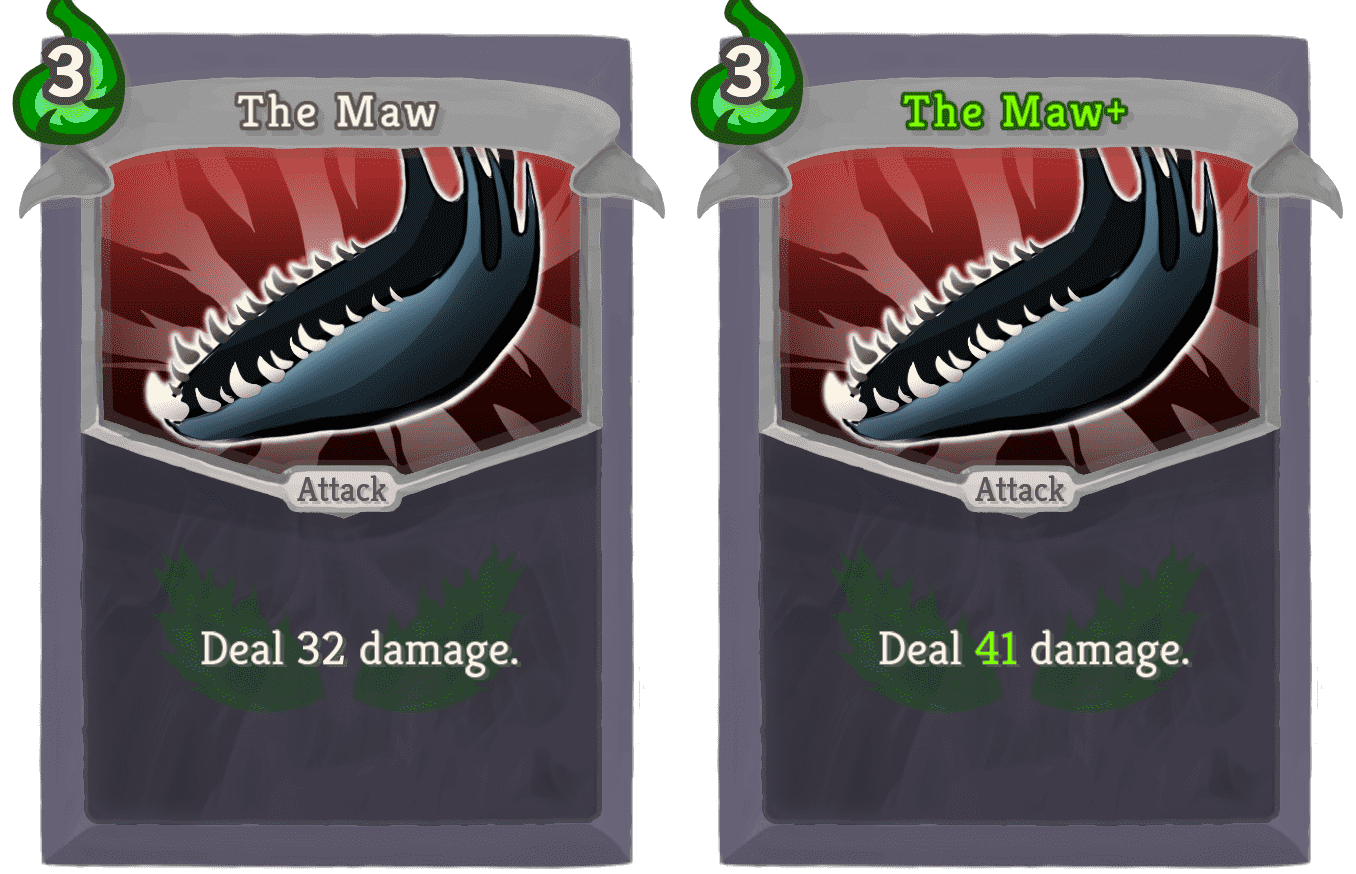 3
The Maw
Attack
Deal 32 damage.
3
The Maw+
Attack
Deal 41 damage.